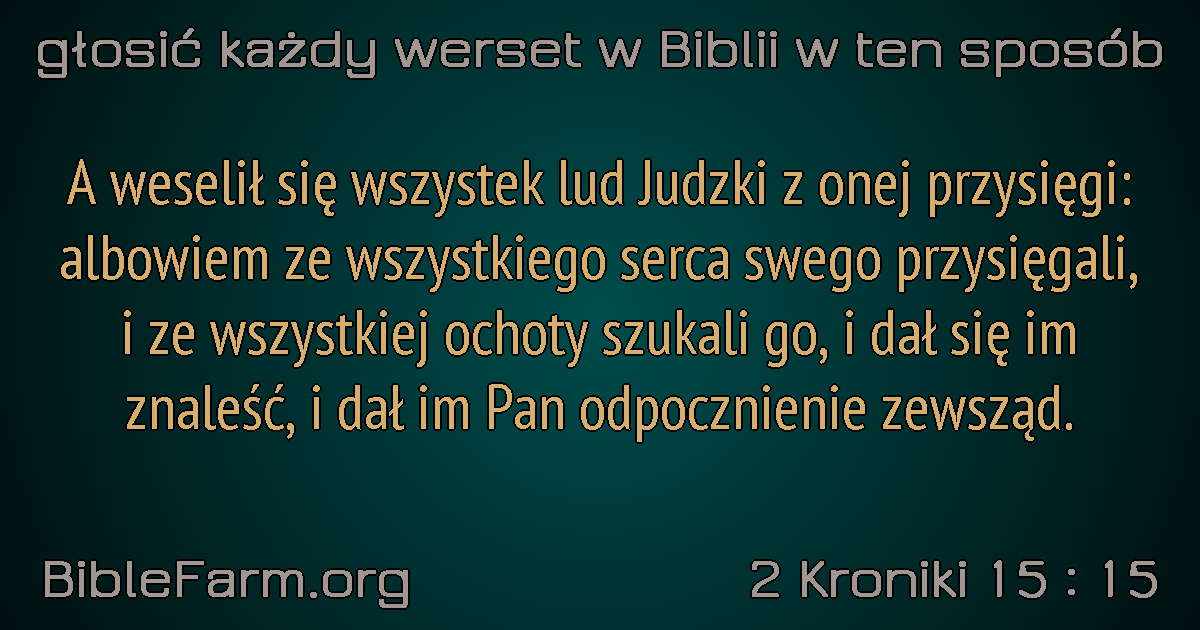 głosić każdy werset w Biblii w ten sposób
A weselił się wszystek lud Judzki z onej przysięgi:
albowiem ze wszystkiego serca swego przysięgali,
i ze wszystkiej ochoty szukali go, i dał się im
znaleść, i dał im Pan odpocznienie zewsząd.
BibleFarm.org
2 Kroniki 15 : 15